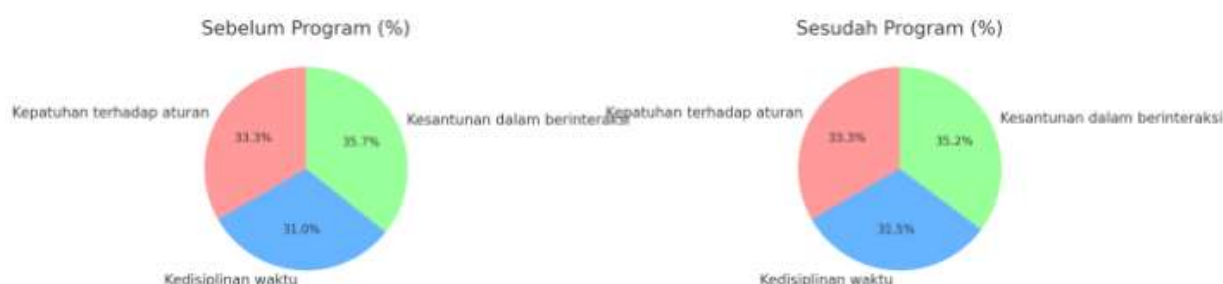 Sebelum Program (%)
Kepatuhan terhadap aturan
33.3%
Kesantunan dalam berinteraksi
35.7%
31.0%
Kedisiplinan waktu
Sesudah Program (%)
Kepatuhan terhadap aturan
33.3%
Kesantunan dalam berinteraksi
35.2%
31.5%
Kedisiplinan waktu